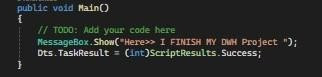 public void Main()
{
// TODO: Add your code here
MessageBox.Show("Here>> I FINISH MY DWH Project ");
Dts.TaskResult = (int)ScriptResults.Success;
}